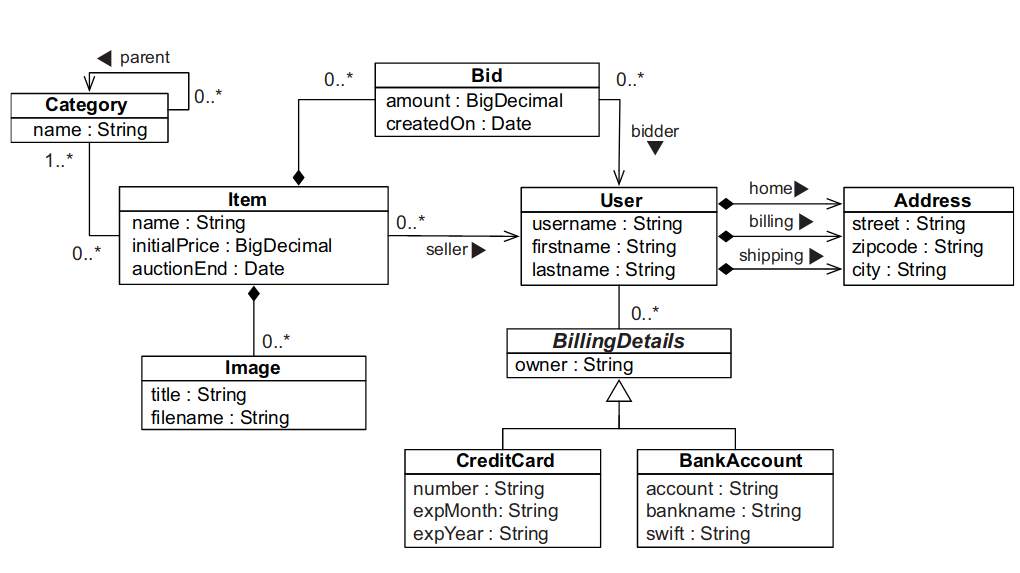 parent
0..*
Category
name : String
1..*
0..*
Bid
amount : BigDecimal
createdOn : Date
0..*
bidder
Item
name : String
initialPrice : BigDecimal
auctionEnd : Date
0..*
0..*
seller
User
username : String
firstname : String
lastname : String
home
billing
shipping
Address
street : String
zipcode : String
city : String
0..*
Image
title : String
filename : String
0..*
BillingDetails
owner : String
CreditCard
number : String
expMonth: String
expYear : String
BankAccount
account : String
bankname : String
swift : String